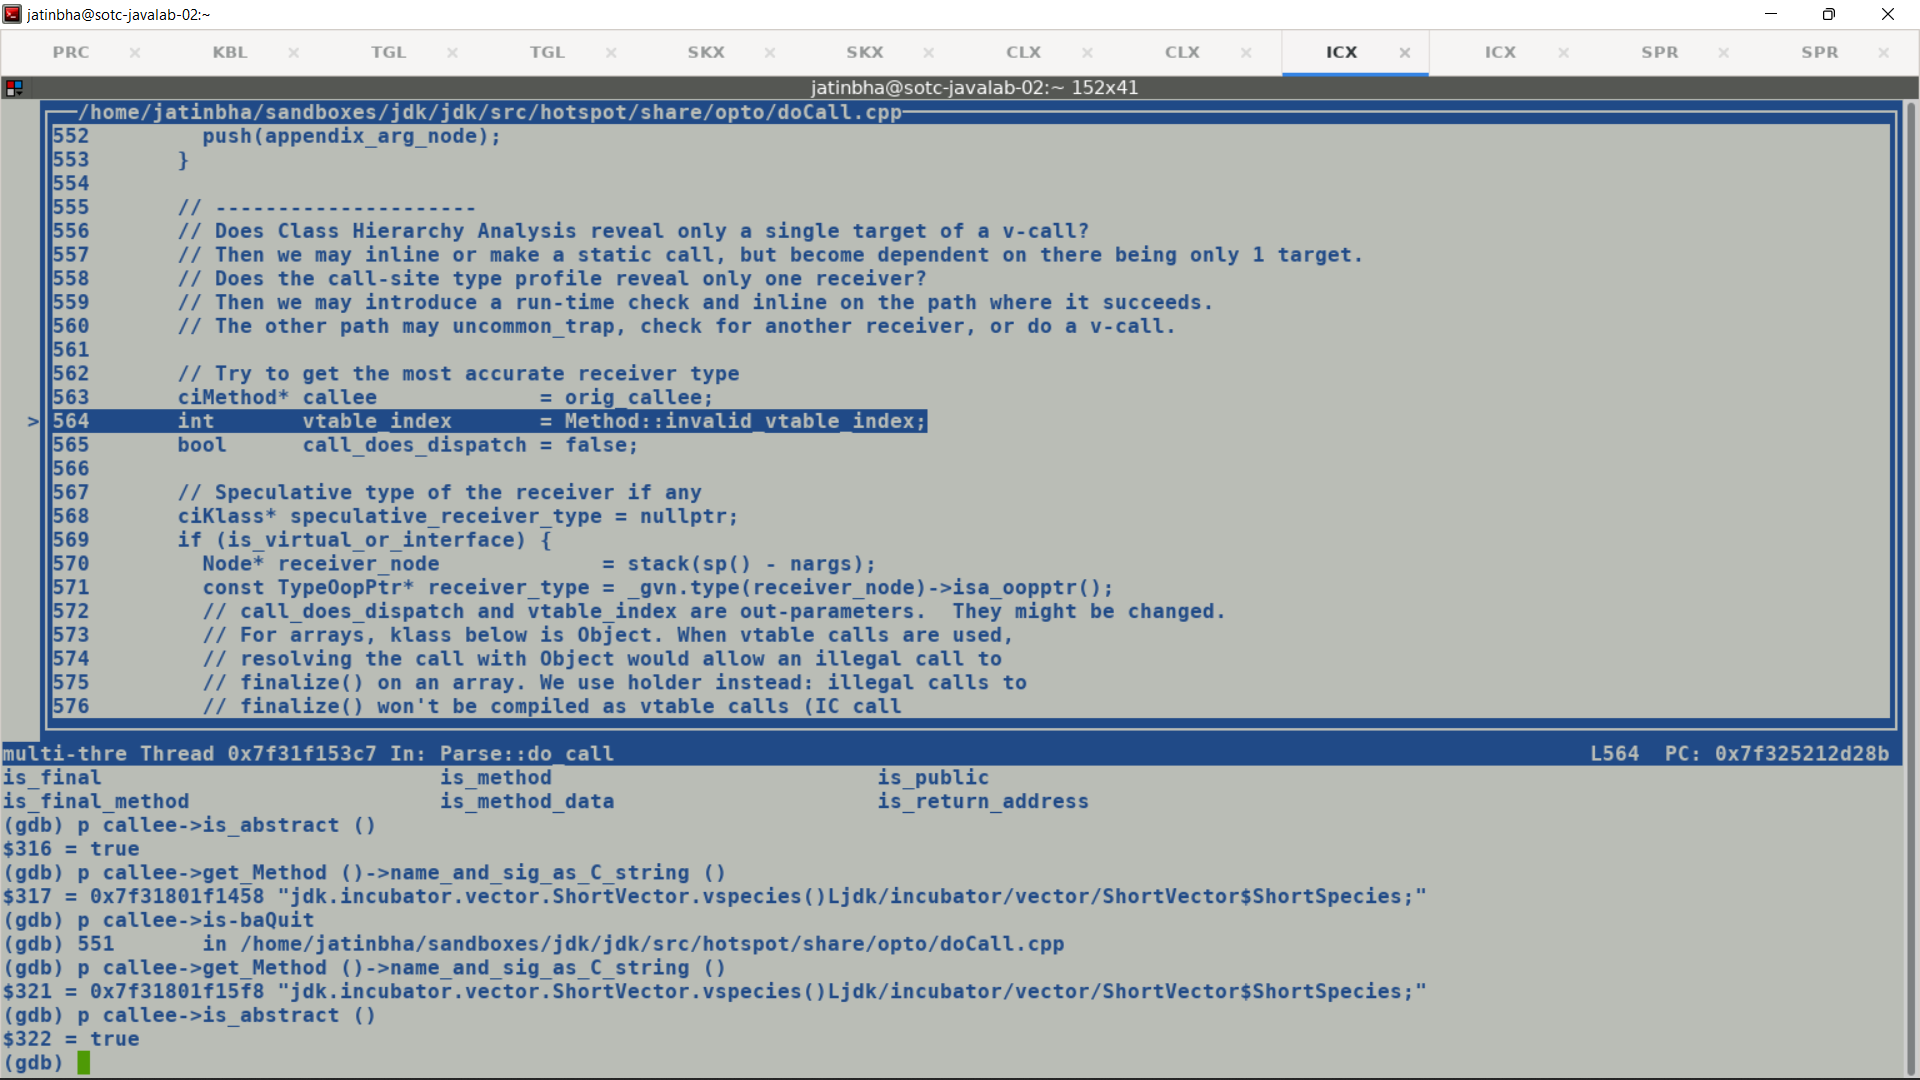 jatinbha@sotc-javalab-02:~
PRC × KBL × TGL × TGL × SKX × SKX × CLX × CLX × ICX × ICX × SPR × SPR ×
jatinbha@sotc-javalab-02:~ 152x41
/home/jatinbha/sandboxes/jdk/jdk/src/hotspot/share/opto/doCall.cpp
552         push(appendix_arg_node);
553       }
554
555       // ---------------------
556       // Does Class Hierarchy Analysis reveal only a single target of a v-call?
557       // Then we may inline or make a static call, but become dependent on there being only 1 target.
558       // Does the call-site type profile reveal only one receiver?
559       // Then we may introduce a run-time check and inline on the path where it succeeds.
560       // The other path may uncommon_trap, check for another receiver, or do a v-call.
561
562       // Try to get the most accurate receiver type
563       ciMethod* callee             = orig_callee;
> 564       int       vtable_index       = Method::invalid_vtable_index;
565       bool      call_does_dispatch = false;
566
567       // Speculative type of the receiver if any
568       ciKlass* speculative_receiver_type = nullptr;
569       if (is_virtual_or_interface) {
570         Node* receiver_node             = stack(sp() - nargs);
571         const TypeOopPtr* receiver_type = _gvn.type(receiver_node)->isa_oopptr();
572         // call_does_dispatch and vtable_index are out-parameters.  They might be changed.
573         // For arrays, klass below is Object. When vtable calls are used,
574         // resolving the call with Object would allow an illegal call to
575         // finalize() on an array. We use holder instead: illegal calls to
576         // finalize() won't be compiled as vtable calls (IC call
multi-thre Thread 0x7f31f153c7 In: Parse::do_call L564 PC: 0x7f325212d28b
is_final is_method is_public
is_final_method is_method_data is_return_address
(gdb) p callee->is_abstract ()
$316 = true
(gdb) p callee->get_Method ()->name_and_sig_as_C_string ()
$317 = 0x7f31801f1458 "jdk.incubator.vector.ShortVector.vspecies()Ljdk/incubator/vector/ShortVector$ShortSpecies;"
(gdb) p callee->is-baQuit
(gdb) 551       in /home/jatinbha/sandboxes/jdk/jdk/src/hotspot/share/opto/doCall.cpp
(gdb) p callee->get_Method ()->name_and_sig_as_C_string ()
$321 = 0x7f31801f15f8 "jdk.incubator.vector.ShortVector.vspecies()Ljdk/incubator/vector/ShortVector$ShortSpecies;"
(gdb) p callee->is_abstract ()
$322 = true
(gdb)